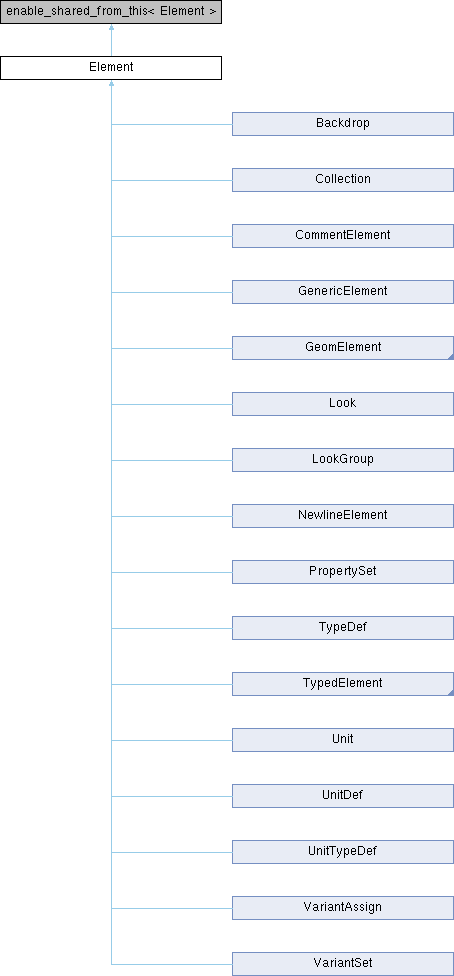 enable_shared_from_this< Element >
Element
Backdrop
Collection
CommentElement
GenericElement
GeomElement
Look
LookGroup
NewlineElement
PropertySet
TypeDef
TypedElement
Unit
UnitDef
UnitTypeDef
VariantAssign
VariantSet